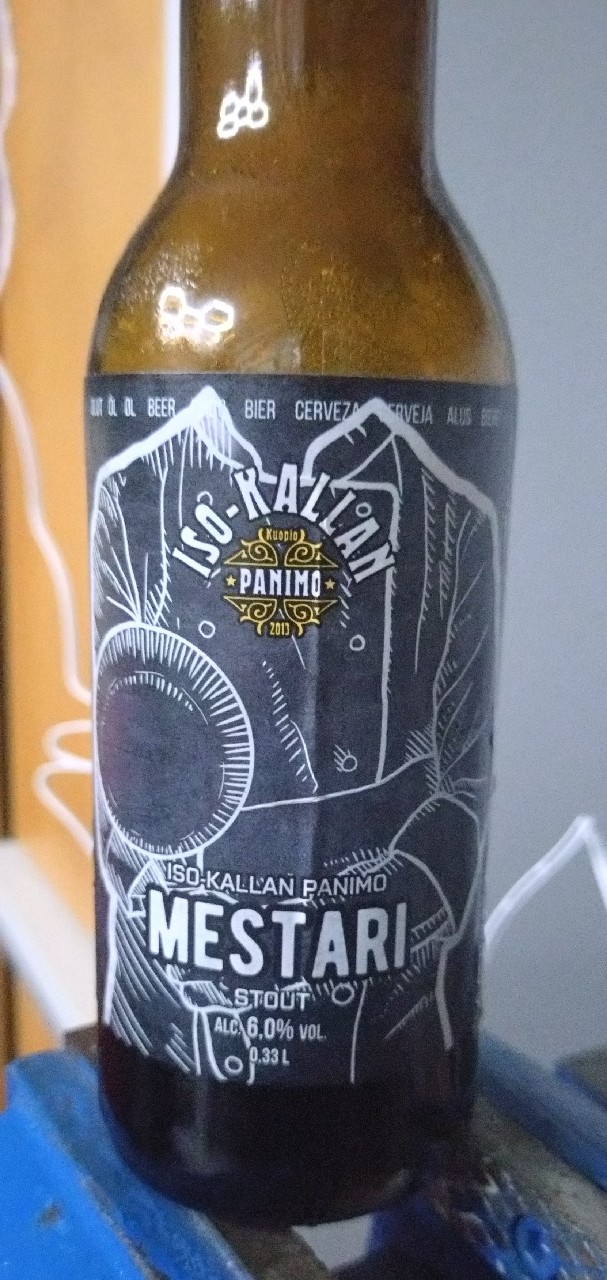 ÖL ØL BEER BIER CERVEZA CERVEJA ALUS
ISO-KALLAN
Kuopio
PANIMO
2013
ISO-KALLAN PANIMO
MESTARI
STOUT
ALC. 6,0% VOL.
0,33 L